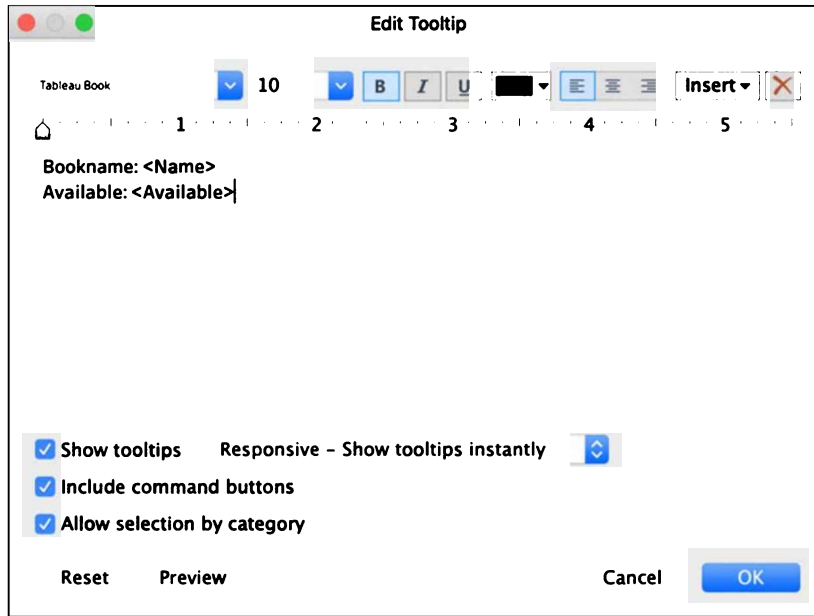 Edit Tooltip
Tableau Book 10 B I U Insert
1 2 3 4 5
Bookname: <Name>
Available: <Available>
Show tooltips Responsive – Show tooltips instantly
Include command buttons
Allow selection by category
Reset Preview Cancel OK